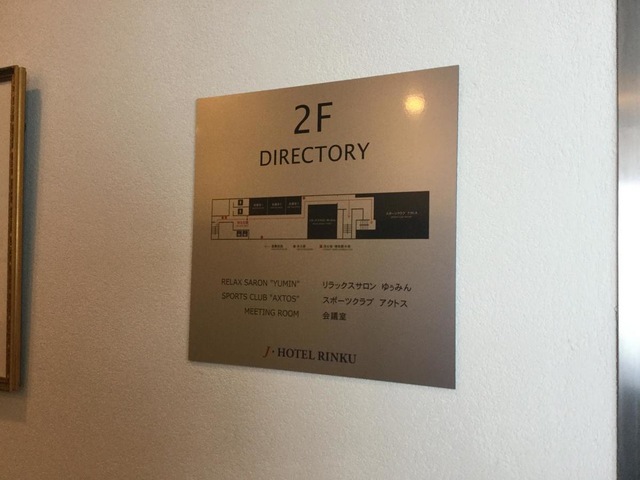 2F
DIRECTORY
RELAX SARON "YUMIN" リラックスサロン ゆぅみん
SPORTS CLUB "AXTOS" スポーツクラブ アクトス
MEETING ROOM 会議室
J・HOTEL RINKU